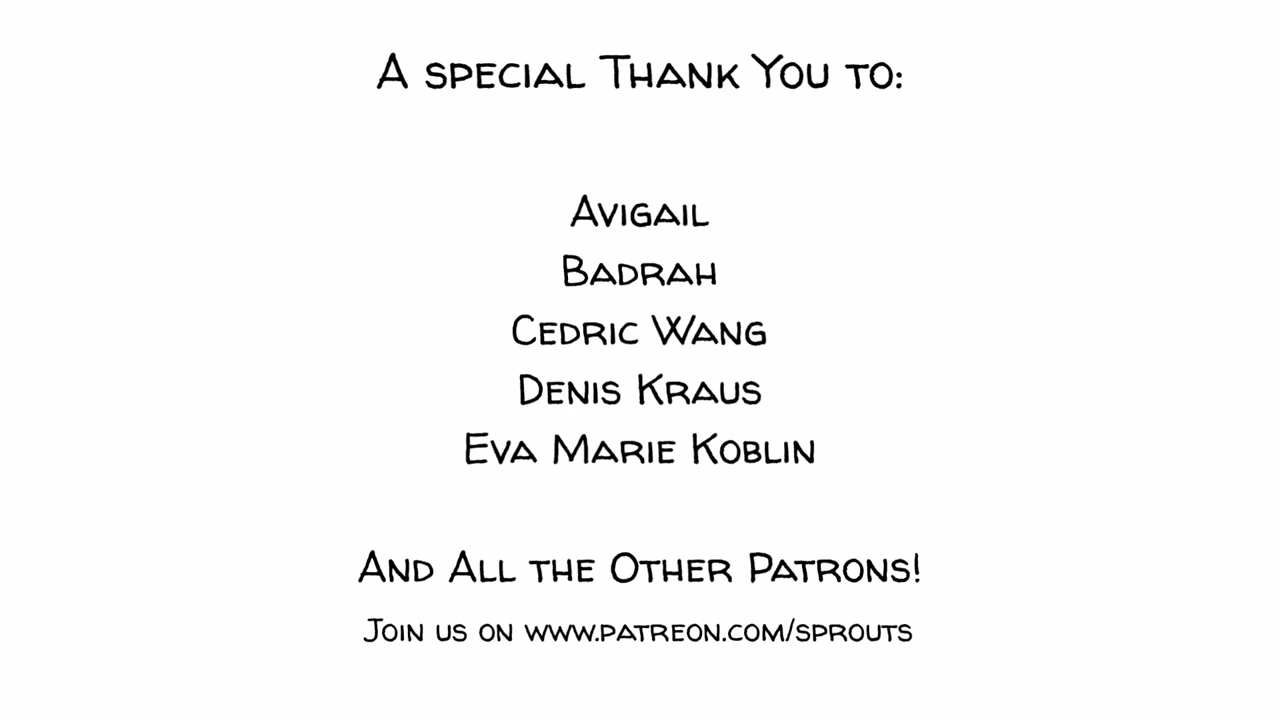 A special Thank You to:
Avigail
Badrah
Cedric Wang
Denis Kraus
Eva Marie Koblin
And All the Other Patrons!
Join us on www.patreon.com/sprouts